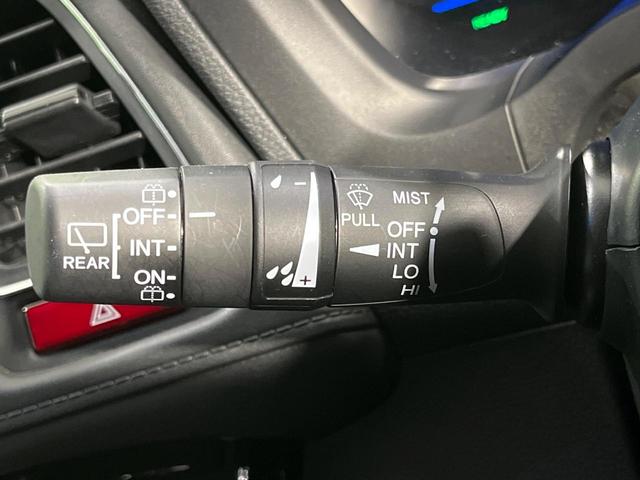 OFF
INT
ON
REAR
-
+
PULL
MIST
OFF
INT
LO
HI